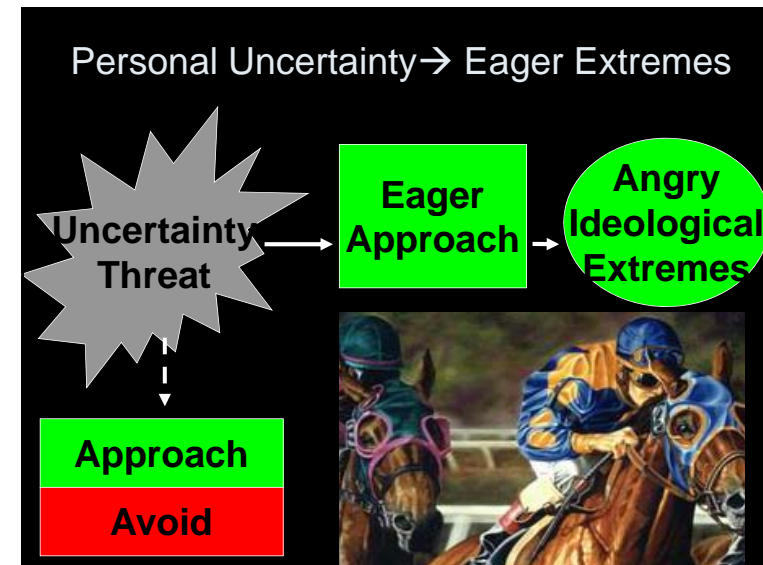 Personal Uncertainty→ Eager Extremes
Uncertainty
Threat
Eager
Approach
Angry
Ideological
Extremes
Approach
Avoid